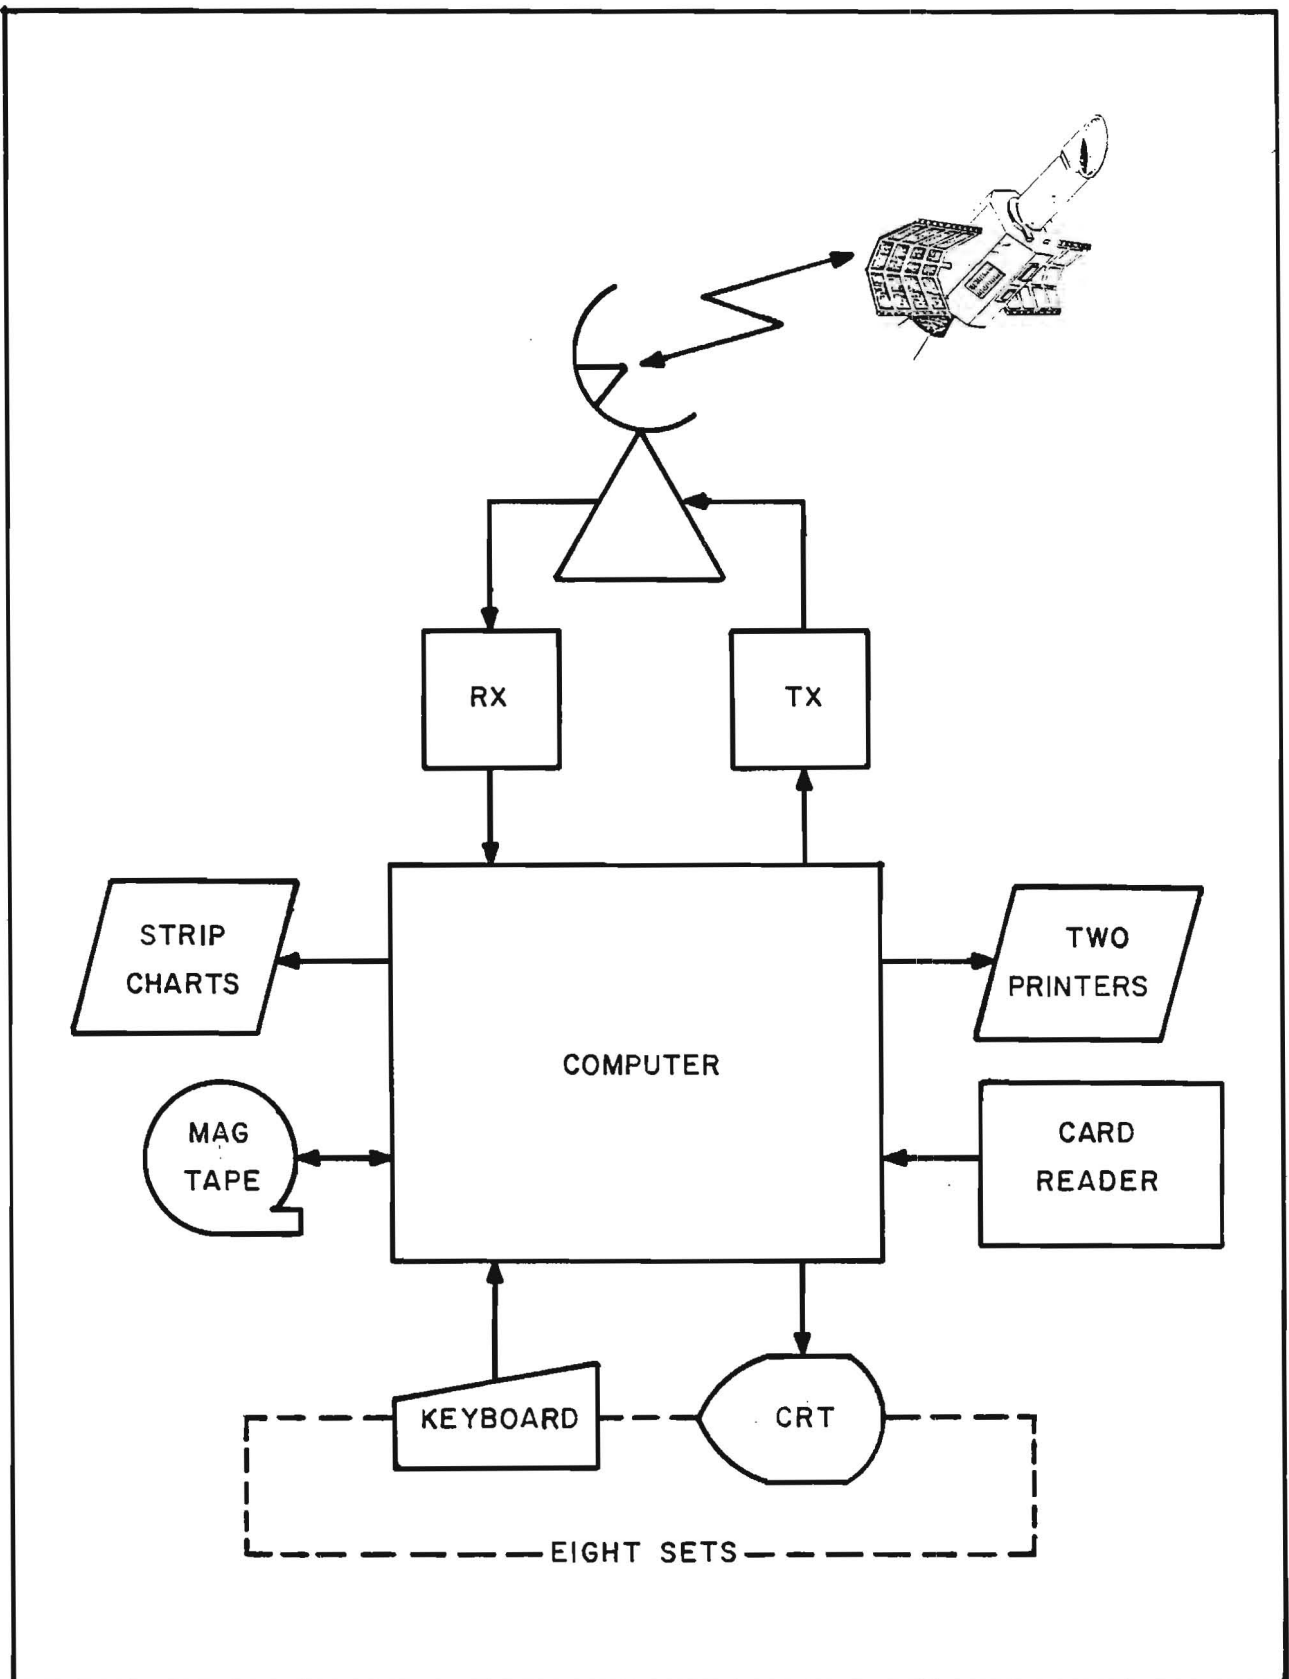 RX
TX
STRIP
CHARTS
TWO
PRINTERS
COMPUTER
MAG
TAPE
CARD
READER
KEYBOARD
CRT
EIGHT SETS